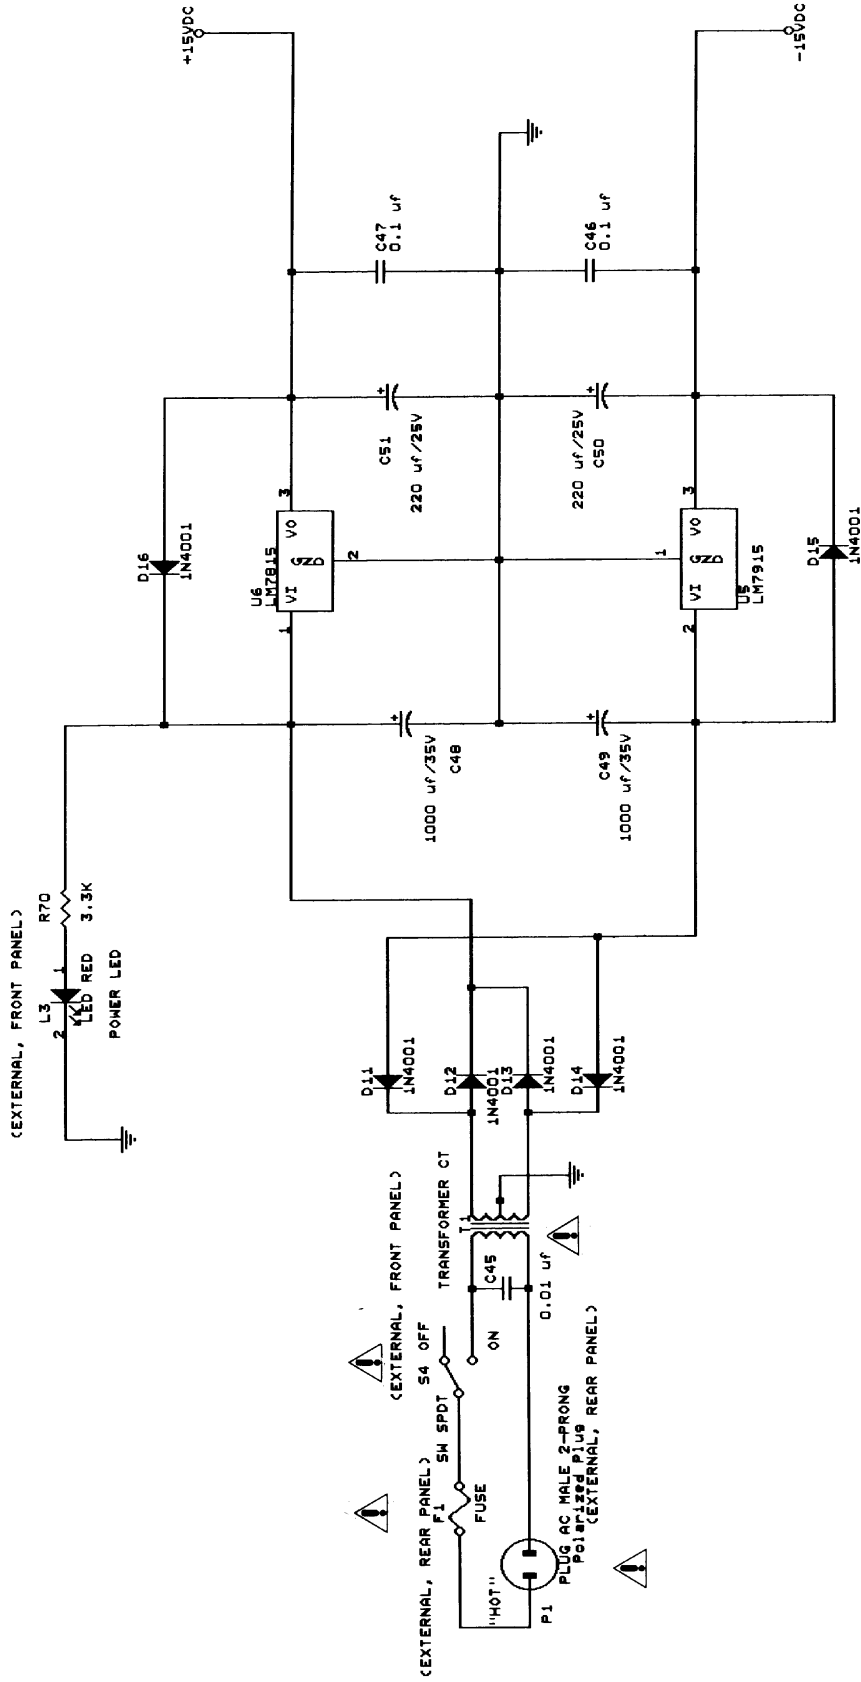 (EXTERNAL, FRONT PANEL)
L3
2
1
LED RED
POWER LED
R70
3.3K
D16
1N4001
+15VDC
U6
LM7815
1
VI
GND
VO
3
2
C48
1000 uf/35V
C51
220 uf/25V
C47
0.1 uf
C49
1000 uf/35V
220 uf/25V
C50
C46
0.1 uf
1
2
VI
GND
VO
3
U5
LM7915
D15
1N4001
-15VDC
D11
1N4001
D12
1N4001
D13
1N4001
D14
1N4001
(EXTERNAL, FRONT PANEL)
S4 OFF
SW SPDT
ON
TRANSFORMER CT
T1
C45
0.01 uf
(EXTERNAL, REAR PANEL)
F1
FUSE
"HOT"
P1
PLUG AC MALE 2-PRONG
Polarized Plug
(EXTERNAL, REAR PANEL)